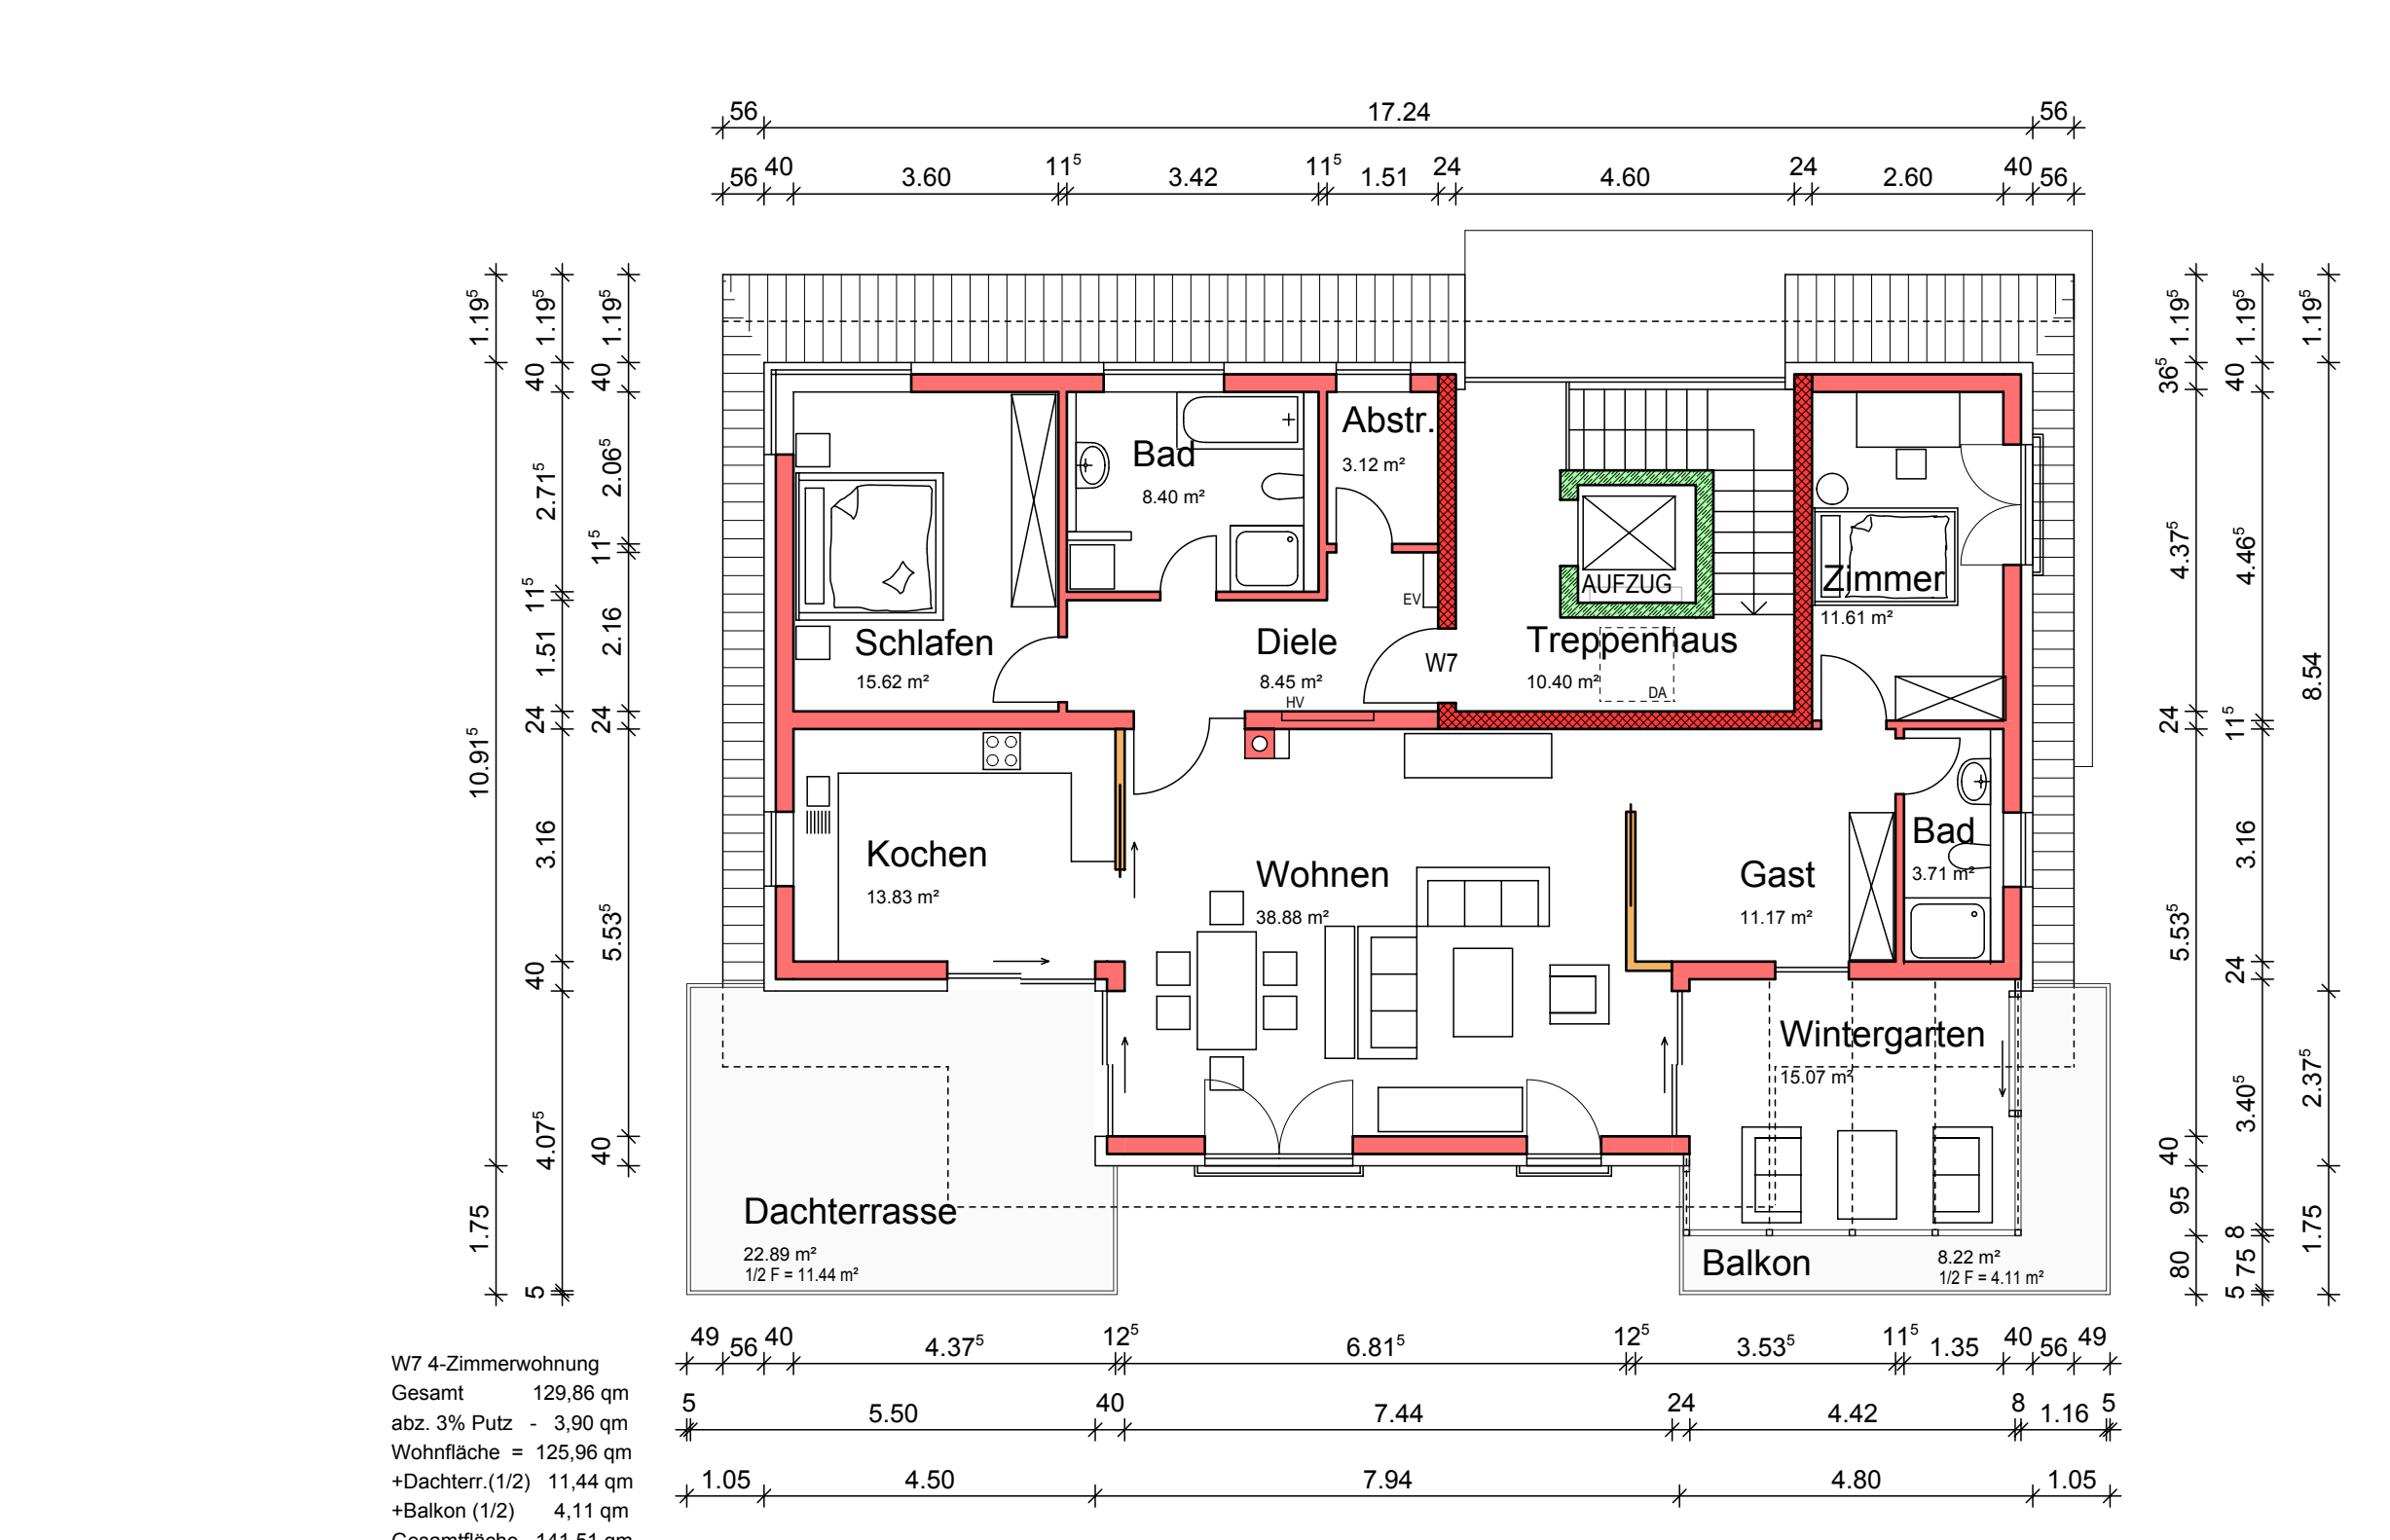 56 17.24 56
56 40 3.60 11⁵ 3.42 11⁵ 1.51 24 4.60 24 2.60 40 56
1.19⁵ 10.91⁵ 1.75
1.19⁵ 40 2.71⁵ 11⁵ 1.51 24 3.16 40 4.07⁵ 5
1.19⁵ 40 2.06⁵ 11⁵ 2.16 24 5.53⁵ 40
Abstr.
3.12 m²
Bad
8.40 m²
AUFZUG
Zimmer
11.61 m²
EV
Schlafen
15.62 m²
Diele
8.45 m²
HV
W7
Treppenhaus
10.40 m²
DA
Kochen
13.83 m²
Wohnen
38.88 m²
Gast
11.17 m²
Bad
3.71 m²
Wintergarten
15.07 m²
Dachterrasse
22.89 m²
1/2 F = 11.44 m²
Balkon
8.22 m²
1/2 F = 4.11 m²
36⁵ 1.19⁵ 4.37⁵ 24 5.53⁵ 40 95 80
1.19⁵ 40 4.46⁵ 11⁵ 3.16 24 3.40⁵ 8 75 5
1.19⁵ 8.54 2.37⁵ 1.75
49 56 40 4.37⁵ 12⁵ 6.81⁵ 12⁵ 3.53⁵ 11⁵ 1.35 40 56 49
5 5.50 40 7.44 24 4.42 8 1.16 5
1.05 4.50 7.94 4.80 1.05
W7 4-Zimmerwohnung
Gesamt 129,86 qm
abz. 3% Putz - 3,90 qm
Wohnfläche = 125,96 qm
+Dachterr.(1/2) 11,44 qm
+Balkon (1/2) 4,11 qm
Gesamtfläche 141,51 qm